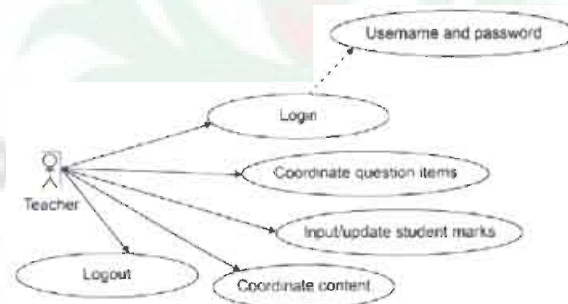 Username and password
Login
Coordinate question items
Teacher
Input/update student marks
Logout
Coordinate content